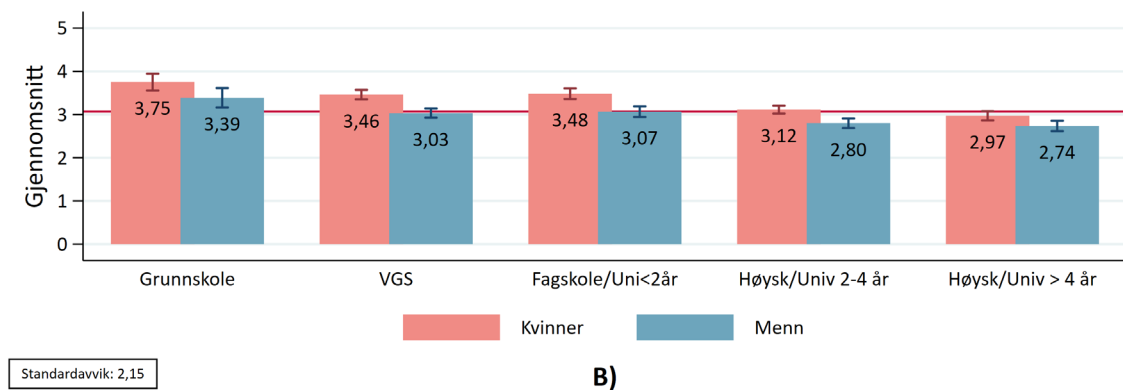 Gjennomsnitt
5
4
3
2
1
0
3,75
3,39
3,46
3,03
3,48
3,07
3,12
2,80
2,97
2,74
Grunnskole
VGS
Fagskole/Uni<2år
Høysk/Univ 2-4 år
Høysk/Univ > 4 år
Kvinner
Menn
Standardavvik: 2,15
B)